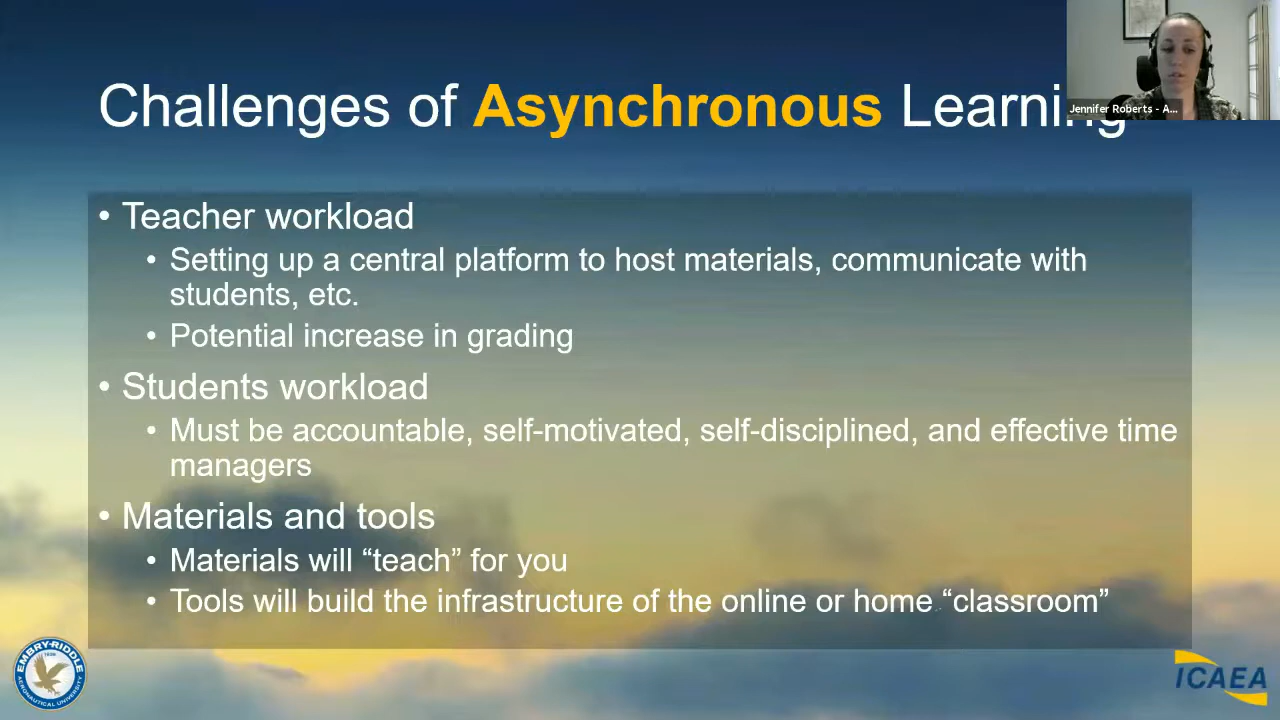 Challenges of Asynchronous Learning
Jennifer Roberts - A...
• Teacher workload
• Setting up a central platform to host materials, communicate with
students, etc.
• Potential increase in grading
• Students workload
• Must be accountable, self-motivated, self-disciplined, and effective time
managers
• Materials and tools
• Materials will “teach” for you
• Tools will build the infrastructure of the online or home “classroom”
EMBRY-RIDDLE
AERONAUTICAL UNIVERSITY
ICAEA